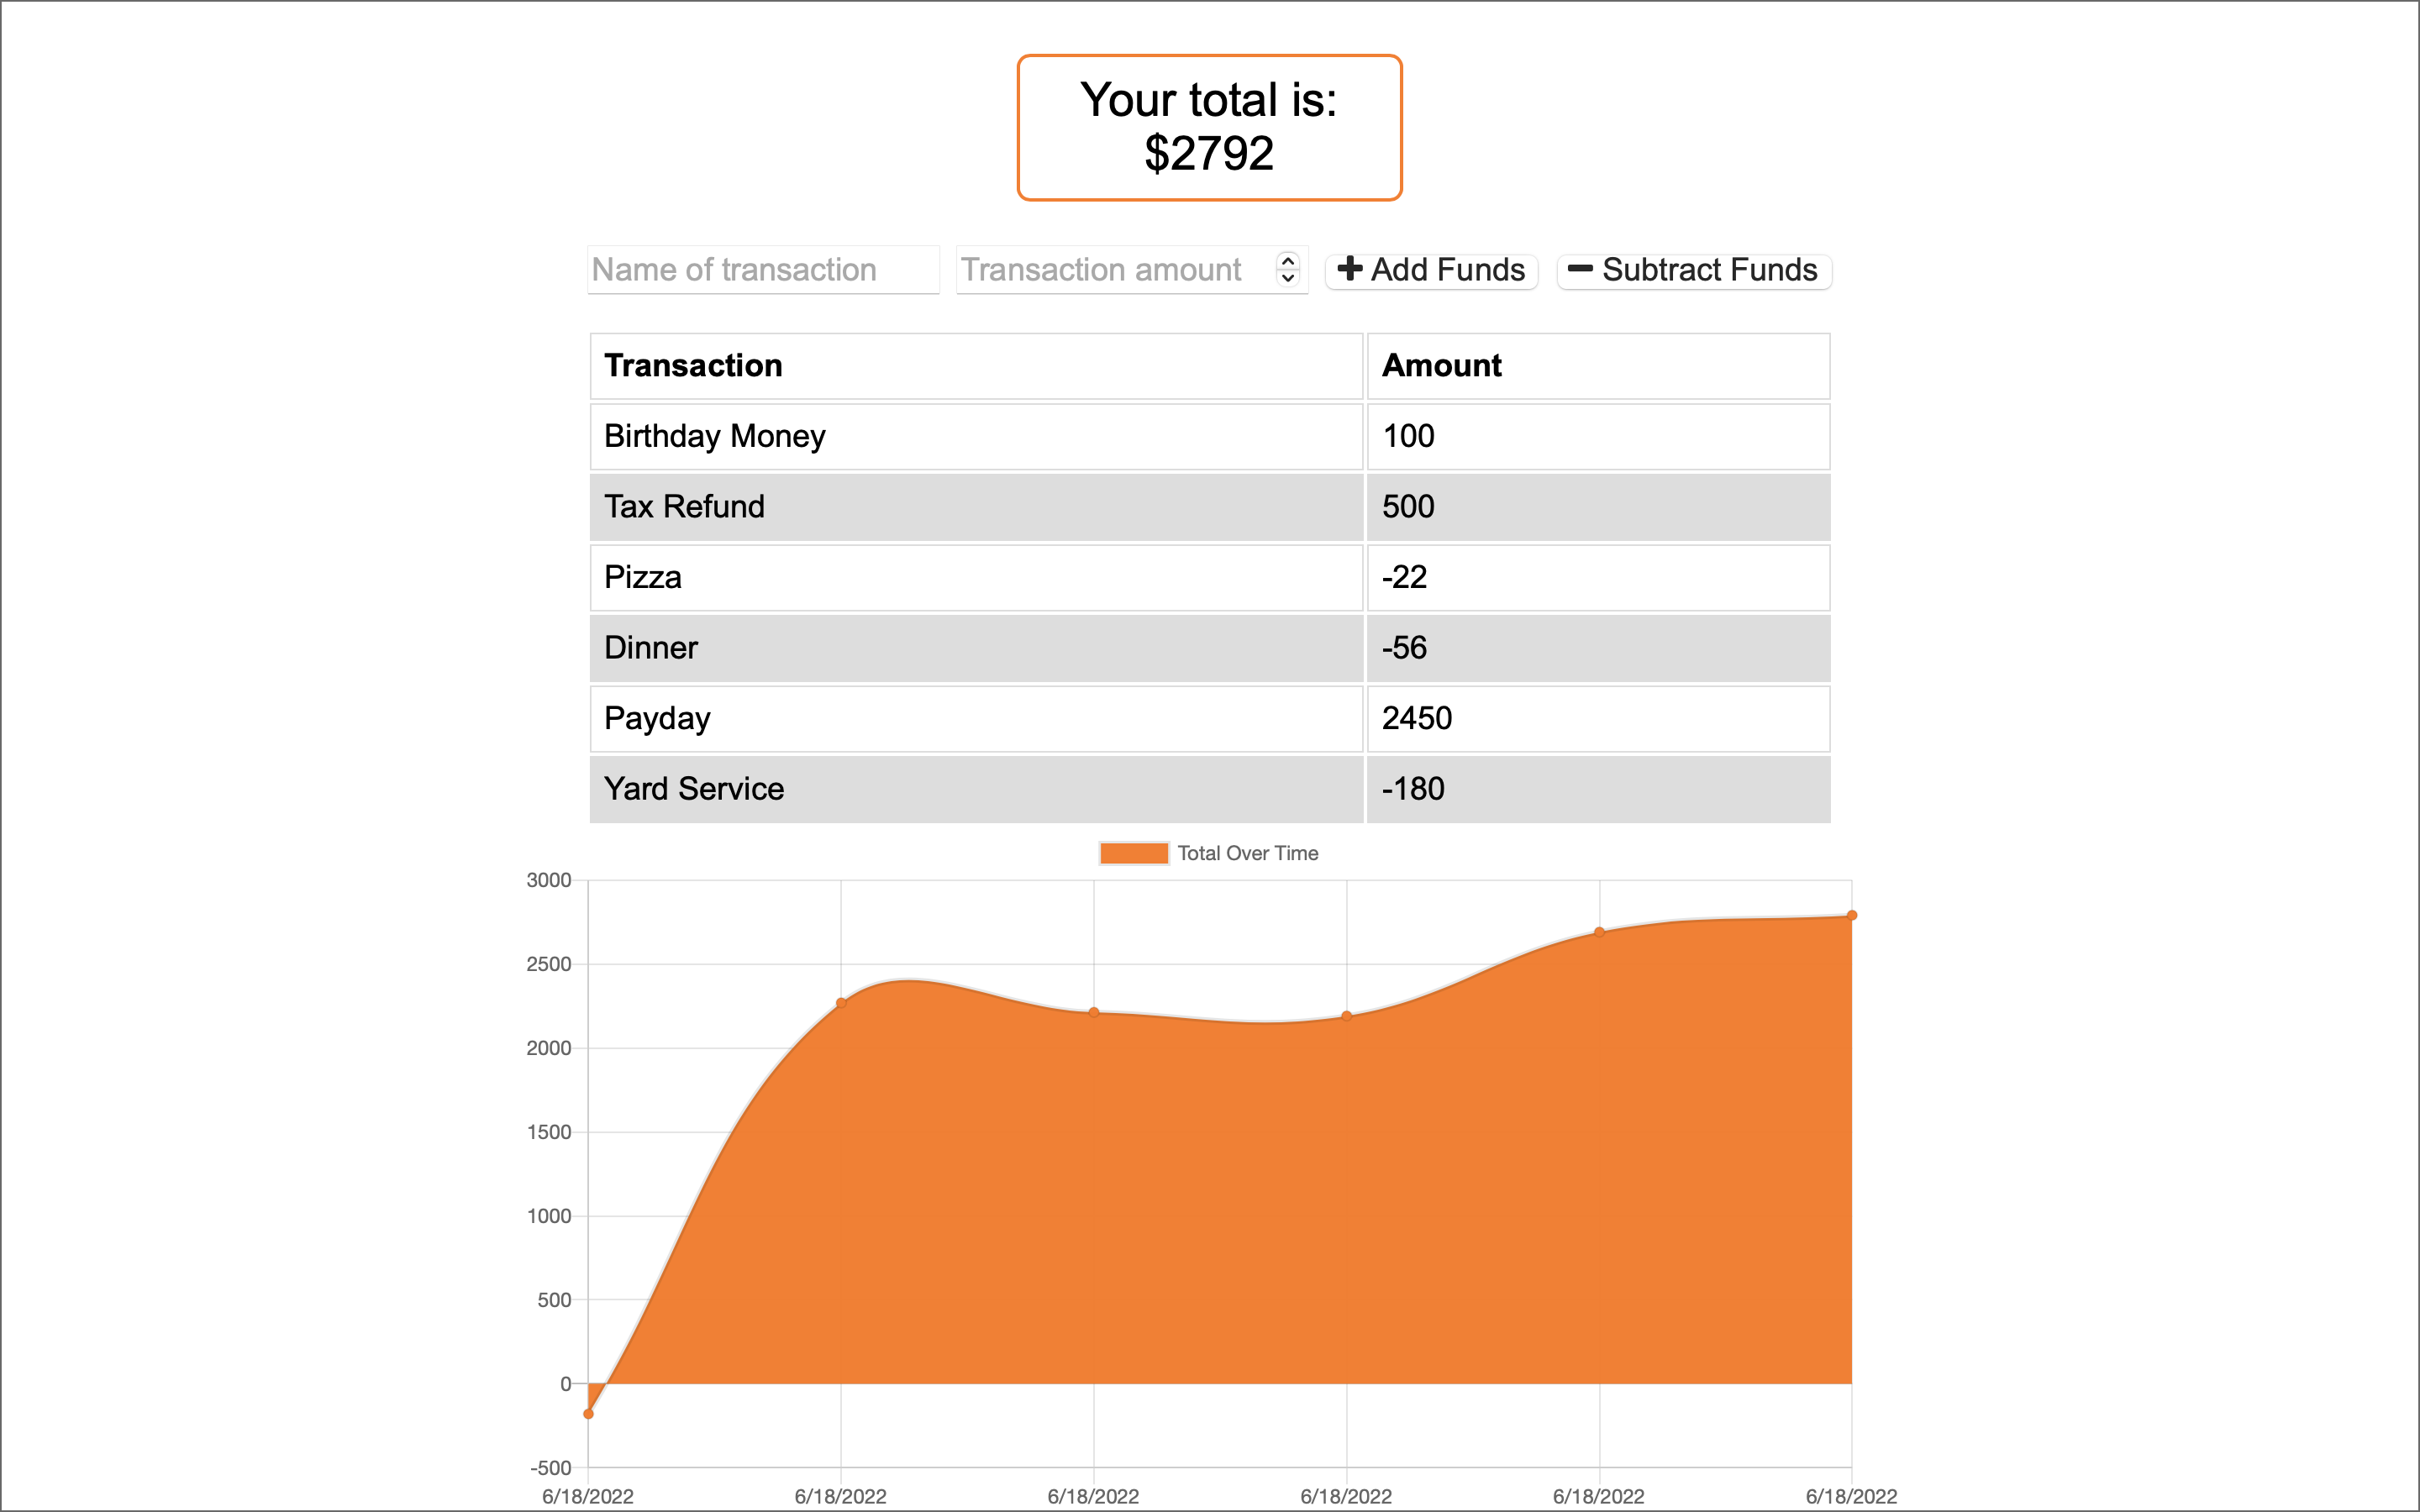 Your total is:
$2792
Name of transaction Transaction amount Add Funds Subtract Funds
Transaction Amount
Birthday Money 100
Tax Refund 500
Pizza -22
Dinner -56
Payday 2450
Yard Service -180
Total Over Time
3000
2500
2000
1500
1000
500
0
-500
6/18/2022 6/18/2022 6/18/2022 6/18/2022 6/18/2022 6/18/2022